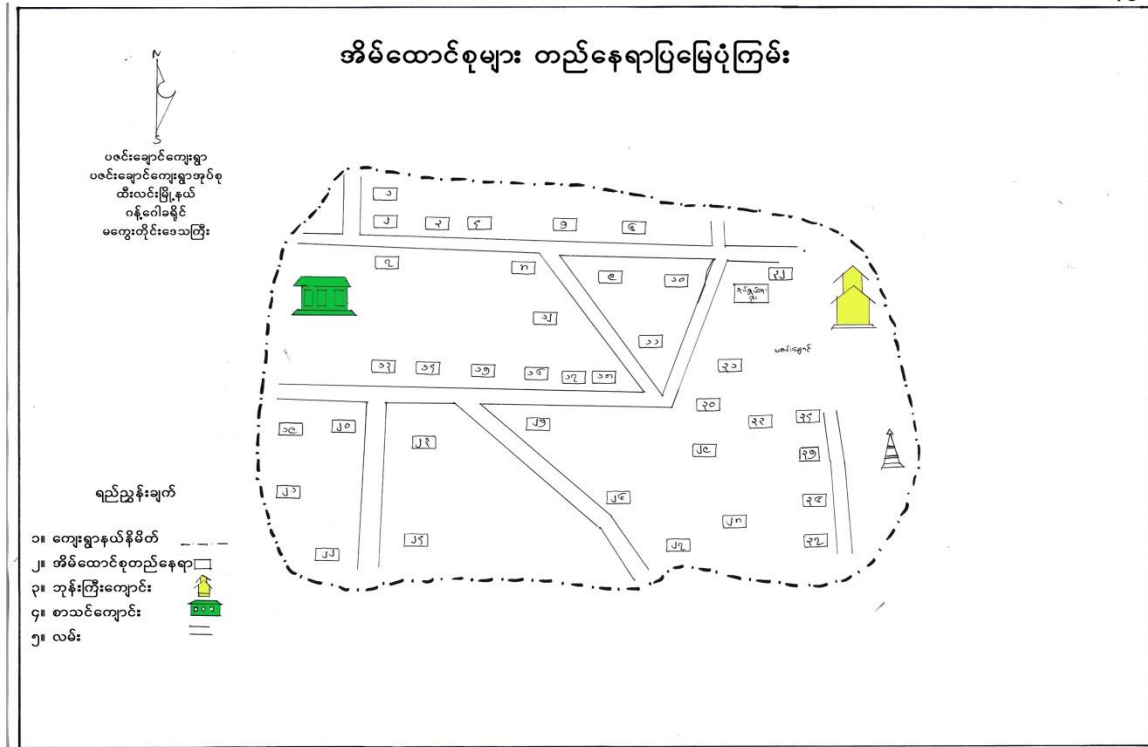 အိမ်ထောင်စုများ တည်နေရာပြမြေပုံကြမ်း
N
S
ပဇင်းချောင်ကျေးရွာ
ပဇင်းချောင်ကျေးရွာအုပ်စု
ထီးလင်းမြို့နယ်
ဂန့်ဂေါခရိုင်
မကွေးတိုင်းဒေသကြီး
၁
၂ ၃ ၄ ၅ ၆
၇ ၈ ၉ ၁၀ ၃၂
၁၂
၁၁
၁၃ ၁၄ ၁၅ ၁၆ ၁၇ ၁၈ ၃၁
၃၀
၁၉ ၂၀ ၂၃ ၂၅ ၃၃ ၃၄
၂၉ ၃၅
၂၁ ၂၆ ၃၆
၂၈
၂၂ ၂၄ ၂၇ ၃၇
ရည်ညွှန်းချက်
၁။ ကျေးရွာနယ်နိမိတ်
၂။ အိမ်ထောင်စုတည်နေရာ
၃။ ဘုန်းကြီးကျောင်း
၄။ စာသင်ကျောင်း
၅။ လမ်း